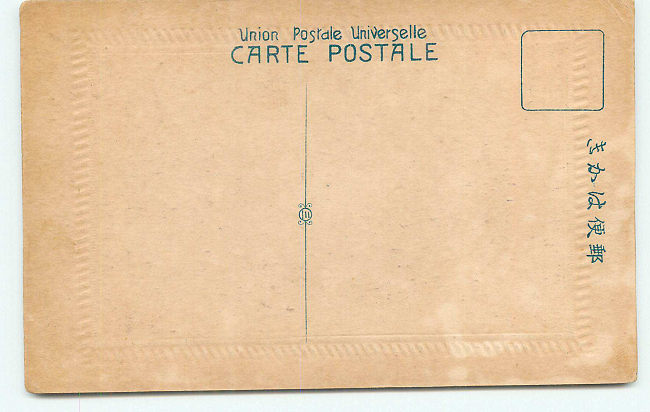 Union Postale Universelle
CARTE POSTALE
郵便はかき